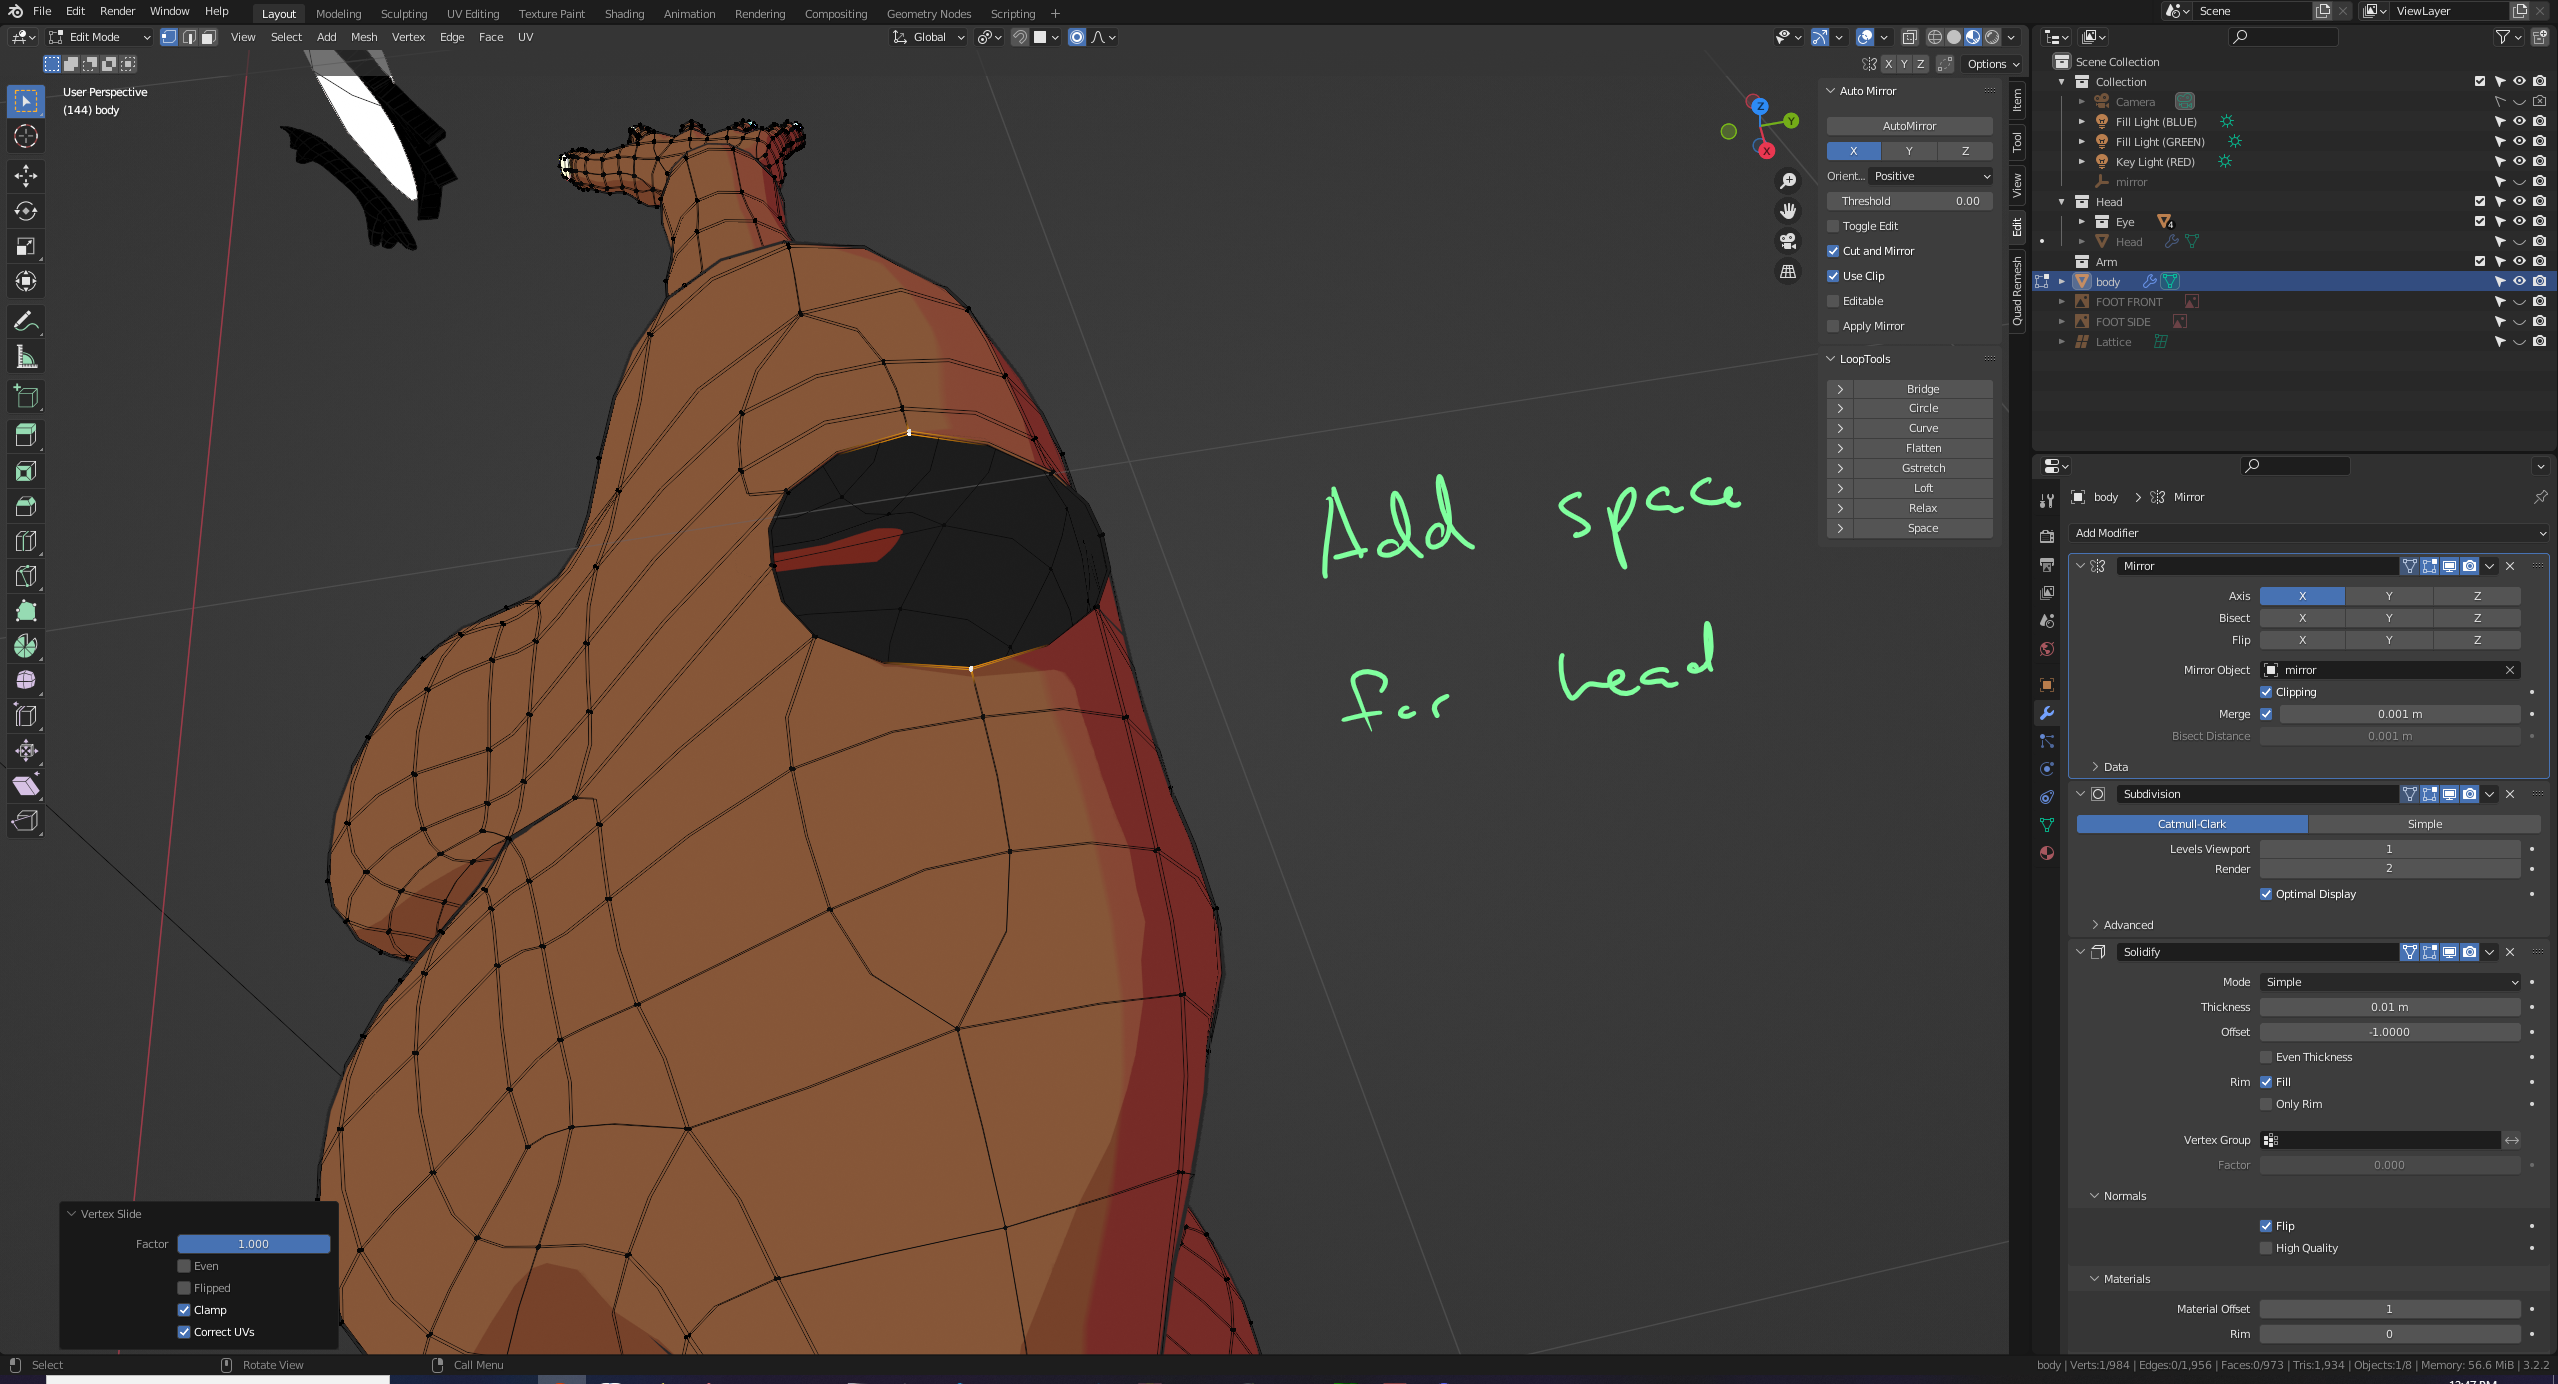 File Edit Render Window Help Layout Modeling Sculpting UV Editing Texture Paint Shading Animation Rendering Compositing Geometry Nodes Scripting + Scene ViewLayer
Edit Mode View Select Add Mesh Vertex Edge Face UV Global
X Y Z Options
User Perspective
(144) body
Z
Y
X
Auto Mirror
AutoMirror
X Y Z
Orient... Positive
Threshold 0.00
Toggle Edit
Cut and Mirror
Use Clip
Editable
Apply Mirror
LoopTools
Bridge
Circle
Curve
Flatten
Gstretch
Loft
Relax
Space
Item
Tool
View
Edit
Quad Remesh
Add space
for head
Vertex Slide
Factor 1.000
Even
Flipped
Clamp
Correct UVs
Scene Collection
Collection
Camera
Fill Light (BLUE)
Fill Light (GREEN)
Key Light (RED)
mirror
Head
Eye 4
Head
Arm
body
FOOT FRONT
FOOT SIDE
Lattice
body Mirror
Add Modifier
Mirror
Axis X Y Z
Bisect X Y Z
Flip X Y Z
Mirror Object mirror
Clipping
Merge 0.001 m
Bisect Distance 0.001 m
Data
Subdivision
Catmull-Clark Simple
Levels Viewport 1
Render 2
Optimal Display
Advanced
Solidify
Mode Simple
Thickness 0.01 m
Offset -1.0000
Even Thickness
Rim Fill
Only Rim
Vertex Group
Factor 0.000
Normals
Flip
High Quality
Materials
Material Offset 1
Rim 0
Select Rotate View Call Menu body | Verts:1/984 | Edges:0/1,956 | Faces:0/973 | Tris:1,934 | Objects:1/8 | Memory: 56.6 MiB | 3.2.2